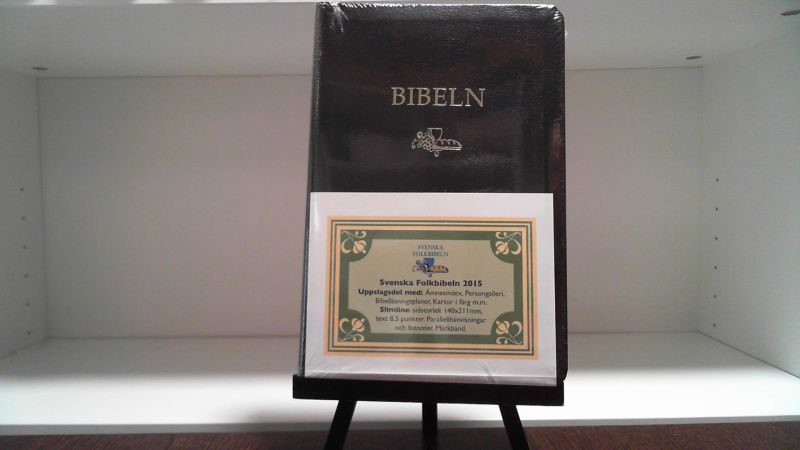 BIBELN
SVENSKA
FOLKBIBELN
Svenska Folkbibeln 2015
Uppslagsdel med: Ämnesindex, Persongalleri,
Bibelläsningsplaner, Kartor i färg m.m.
Slimline: sidstorlek 140x211mm,
text 8.5 punkter. Parallellhänvisningar
och fotnoter. Märkband.